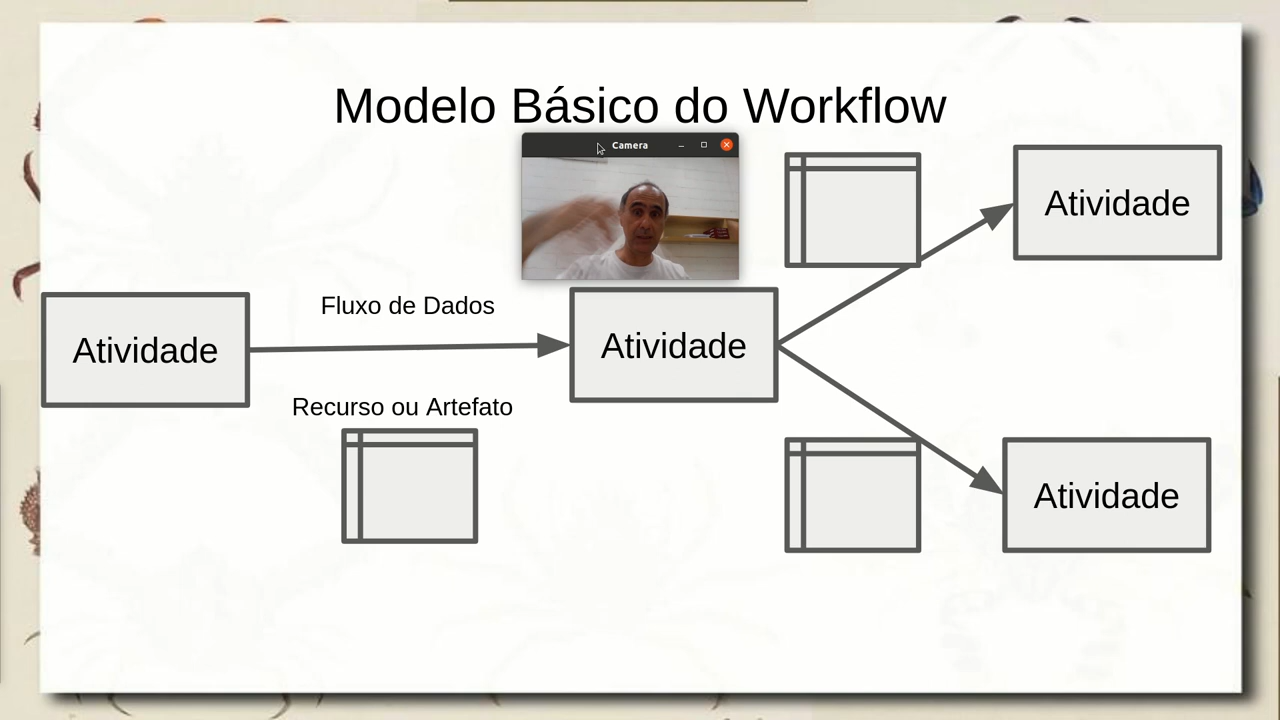 Modelo Básico do Workflow
Camera
Atividade
Fluxo de Dados
Atividade
Atividade
Recurso ou Artefato
Atividade